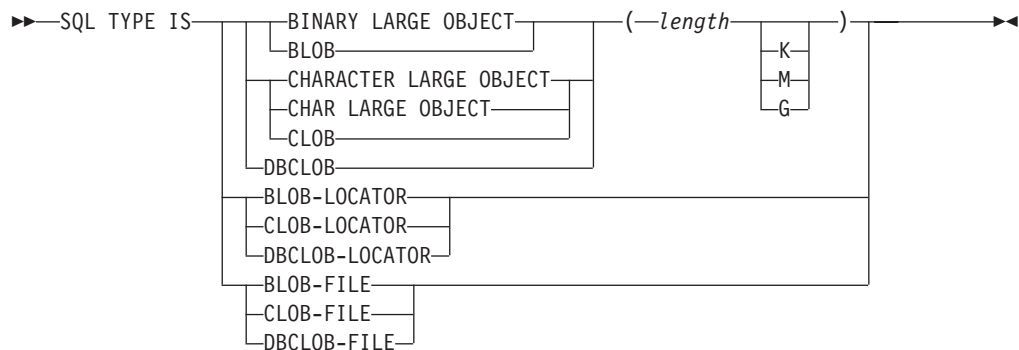 SQL TYPE IS BINARY LARGE OBJECT ( length )
BLOB K
CHARACTER LARGE OBJECT M
CHAR LARGE OBJECT G
CLOB
DBCLOB
BLOB-LOCATOR
CLOB-LOCATOR
DBCLOB-LOCATOR
BLOB-FILE
CLOB-FILE
DBCLOB-FILE